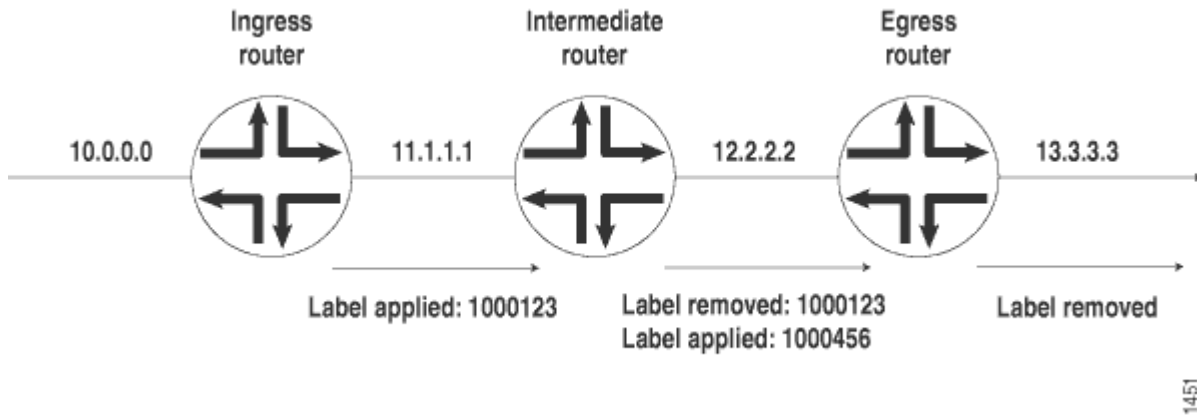 Ingress
router
Intermediate
router
Egress
router
10.0.0.0
11.1.1.1
12.2.2.2
13.3.3.3
Label applied: 1000123
Label removed: 1000123
Label applied: 1000456
Label removed
1451